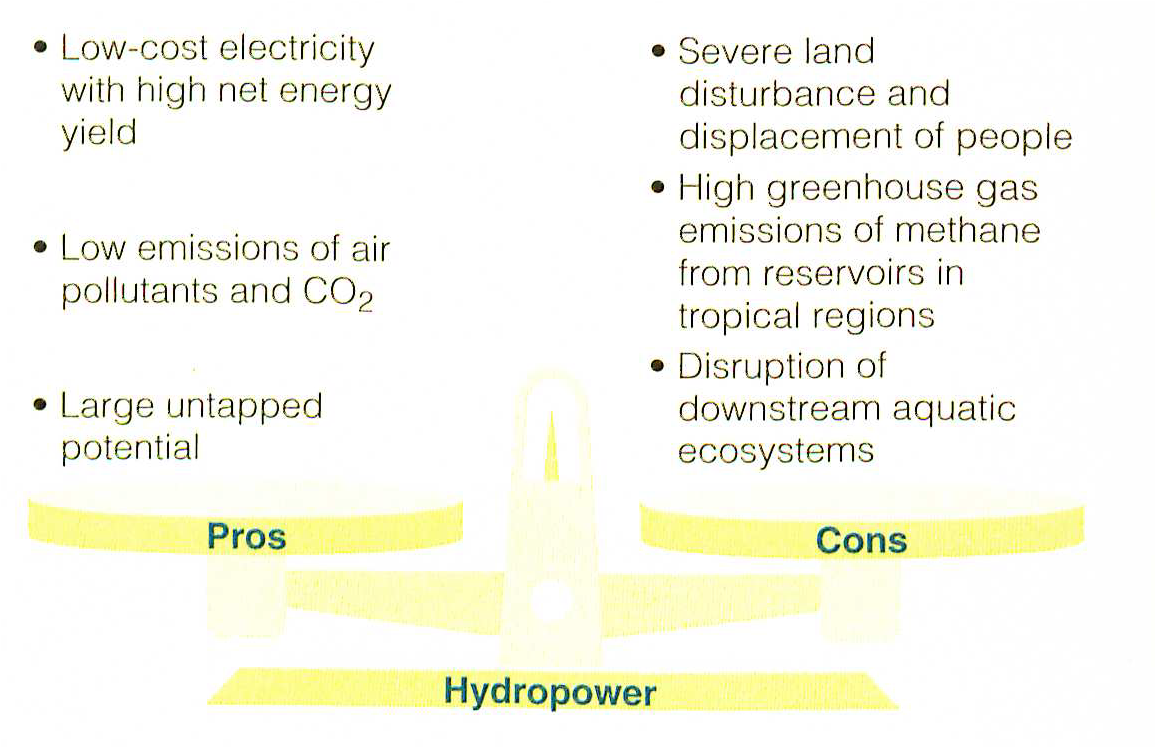 • Low-cost electricity
with high net energy
yield
• Low emissions of air
pollutants and CO₂
• Large untapped
potential
Pros
• Severe land
disturbance and
displacement of people
• High greenhouse gas
emissions of methane
from reservoirs in
tropical regions
• Disruption of
downstream aquatic
ecosystems
Cons
Hydropower